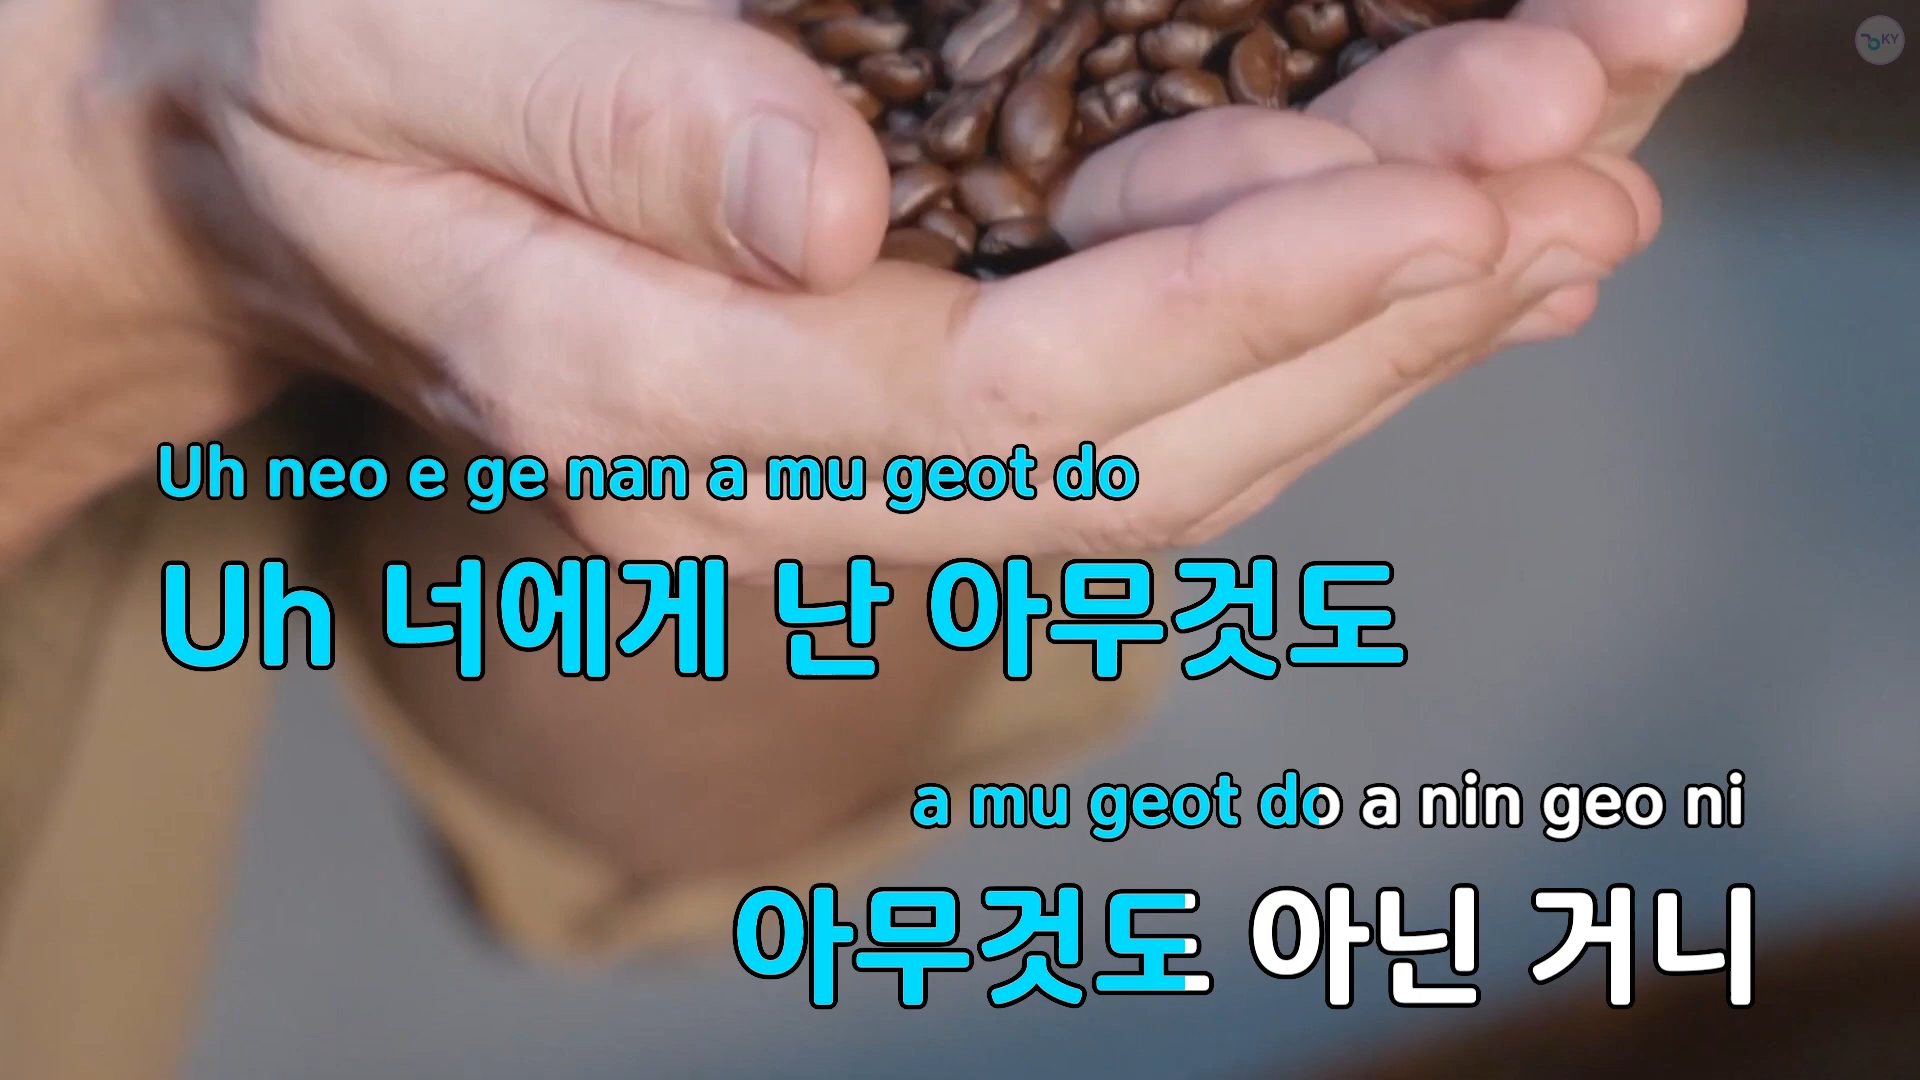 KY
Uh neo e ge nan a mu geot do
Uh 너에게 난 아무것도
a mu geot do a nin geo ni
아무것도 아닌 거니